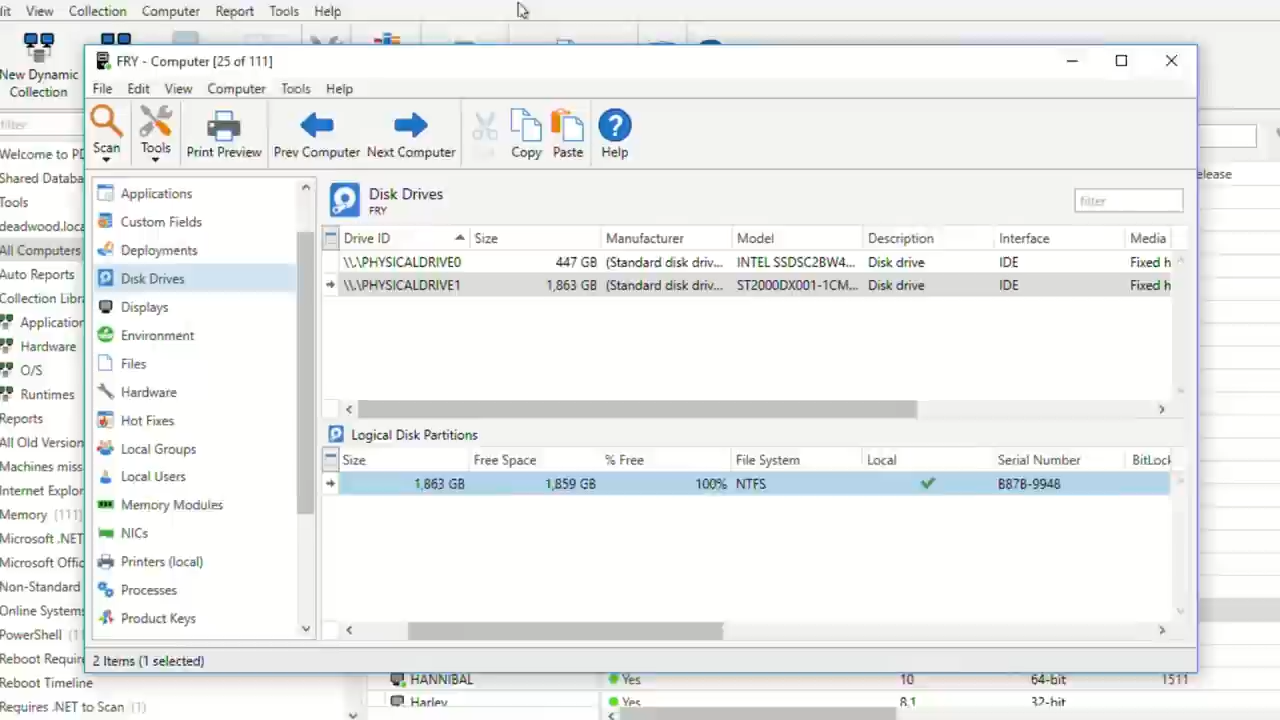 View Collection Computer Report Tools Help
New Dynamic
Collection
filter
Welcome to PD
Shared Databa
Tools
deadwood.loca
All Computers
Auto Reports
Collection Libra
Application
Hardware
O/S
Runtimes
Reports
All Old Version
Machines miss
Internet Explor
Memory (111)
Microsoft .NET
Microsoft Offic
Non-Standard
Online Systems
PowerShell (1
Reboot Require
Reboot Timeline
Requires .NET to Scan (1)
FRY - Computer [25 of 111]
File Edit View Computer Tools Help
Scan Tools Print Preview Prev Computer Next Computer Copy Paste Help
Applications
Custom Fields
Deployments
Disk Drives
Displays
Environment
Files
Hardware
Hot Fixes
Local Groups
Local Users
Memory Modules
NICs
Printers (local)
Processes
Product Keys
Disk Drives
FRY
filter
Drive ID Size Manufacturer Model Description Interface Media
\\.\PHYSICALDRIVE0 447 GB (Standard disk driv... INTEL SSDSC2BW4... Disk drive IDE Fixed h
\\.\PHYSICALDRIVE1 1,863 GB (Standard disk driv... ST2000DX001-1CM... Disk drive IDE Fixed h
Logical Disk Partitions
Size Free Space % Free File System Local Serial Number BitLock
1,863 GB 1,859 GB 100% NTFS B87B-9948
2 Items (1 selected)
elease
HANNIBAL Yes 10 64-bit 1511
Harley Yes 8.1 32-bit